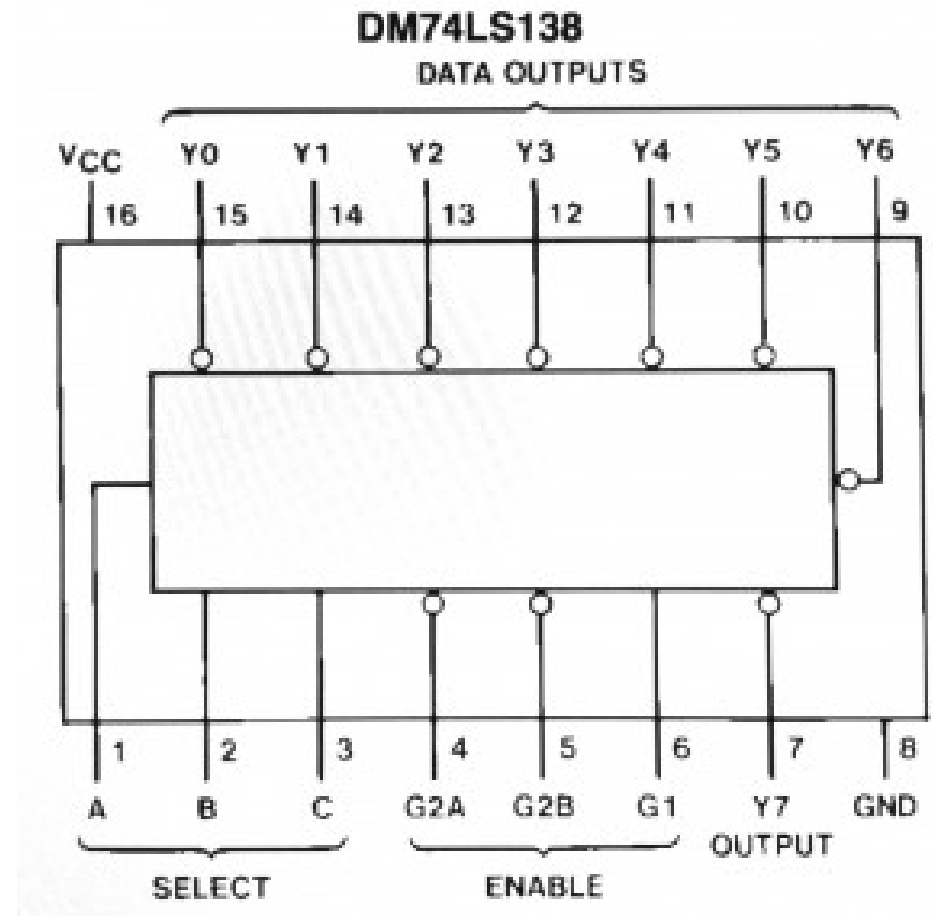 DM74LS138
DATA OUTPUTS
VCC Y0 Y1 Y2 Y3 Y4 Y5 Y6
16 15 14 13 12 11 10 9
1 2 3 4 5 6 7 8
A B C G2A G2B G1 Y7 GND
OUTPUT
SELECT ENABLE